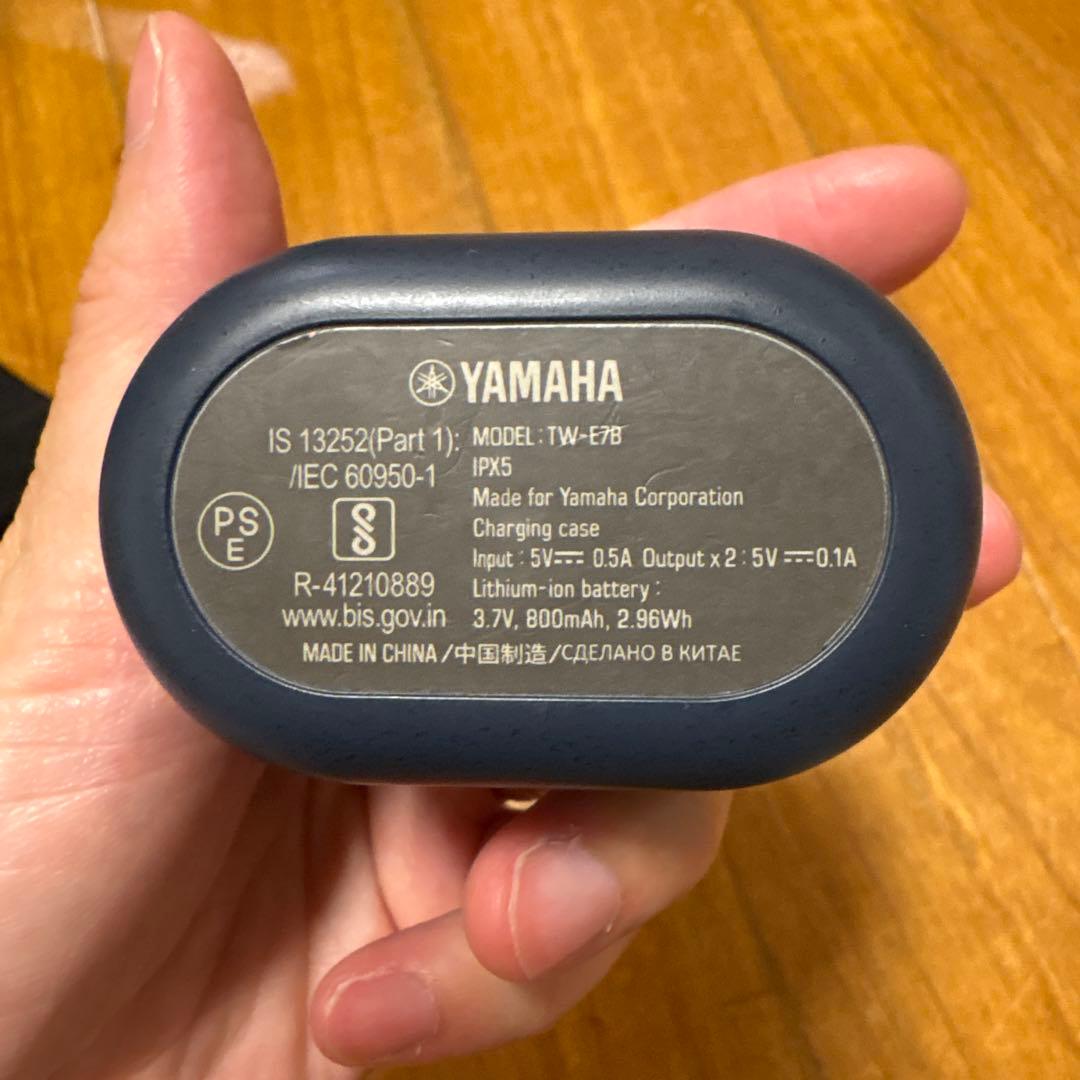 YAMAHA
IS 13252(Part 1):
/IEC 60950-1
PSE
R-41210889
www.bis.gov.in
MODEL : TW-E7B
IPX5
Made for Yamaha Corporation
Charging case
Input : 5V⎓ 0.5A Output x 2 : 5V ⎓0.1A
Lithium-ion battery :
3.7V, 800mAh, 2.96Wh
MADE IN CHINA /中国制造/СДЕЛАНО В КИТАЕ